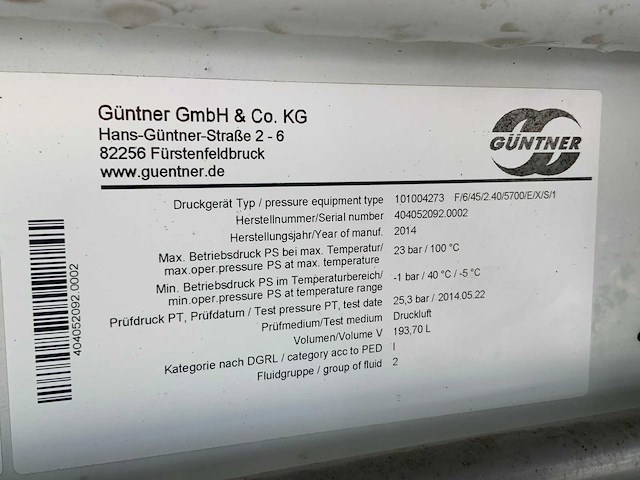 Güntner GmbH & Co. KG
Hans-Güntner-Straße 2 - 6
82256 Fürstenfeldbruck
www.guentner.de
GÜNTNER
Druckgerät Typ / pressure equipment type 101004273 F/6/45/2.40/5700/E/X/S/1
Herstellnummer/Serial number 404052092.0002
Herstellungsjahr/Year of manuf. 2014
Max. Betriebsdruck PS bei max. Temperatur/ 23 bar / 100 °C
max.oper.pressure PS at max. temperature
Min. Betriebsdruck PS im Temperaturbereich/ -1 bar / 40 °C / -5 °C
min.oper.pressure PS at temperature range
Prüfdruck PT, Prüfdatum / Test pressure PT, test date 25,3 bar / 2014.05.22
Prüfmedium/Test medium Druckluft
Volumen/Volume V 193,70 L
Kategorie nach DGRL / category acc to PED I
Fluidgruppe / group of fluid 2
404052092.0002